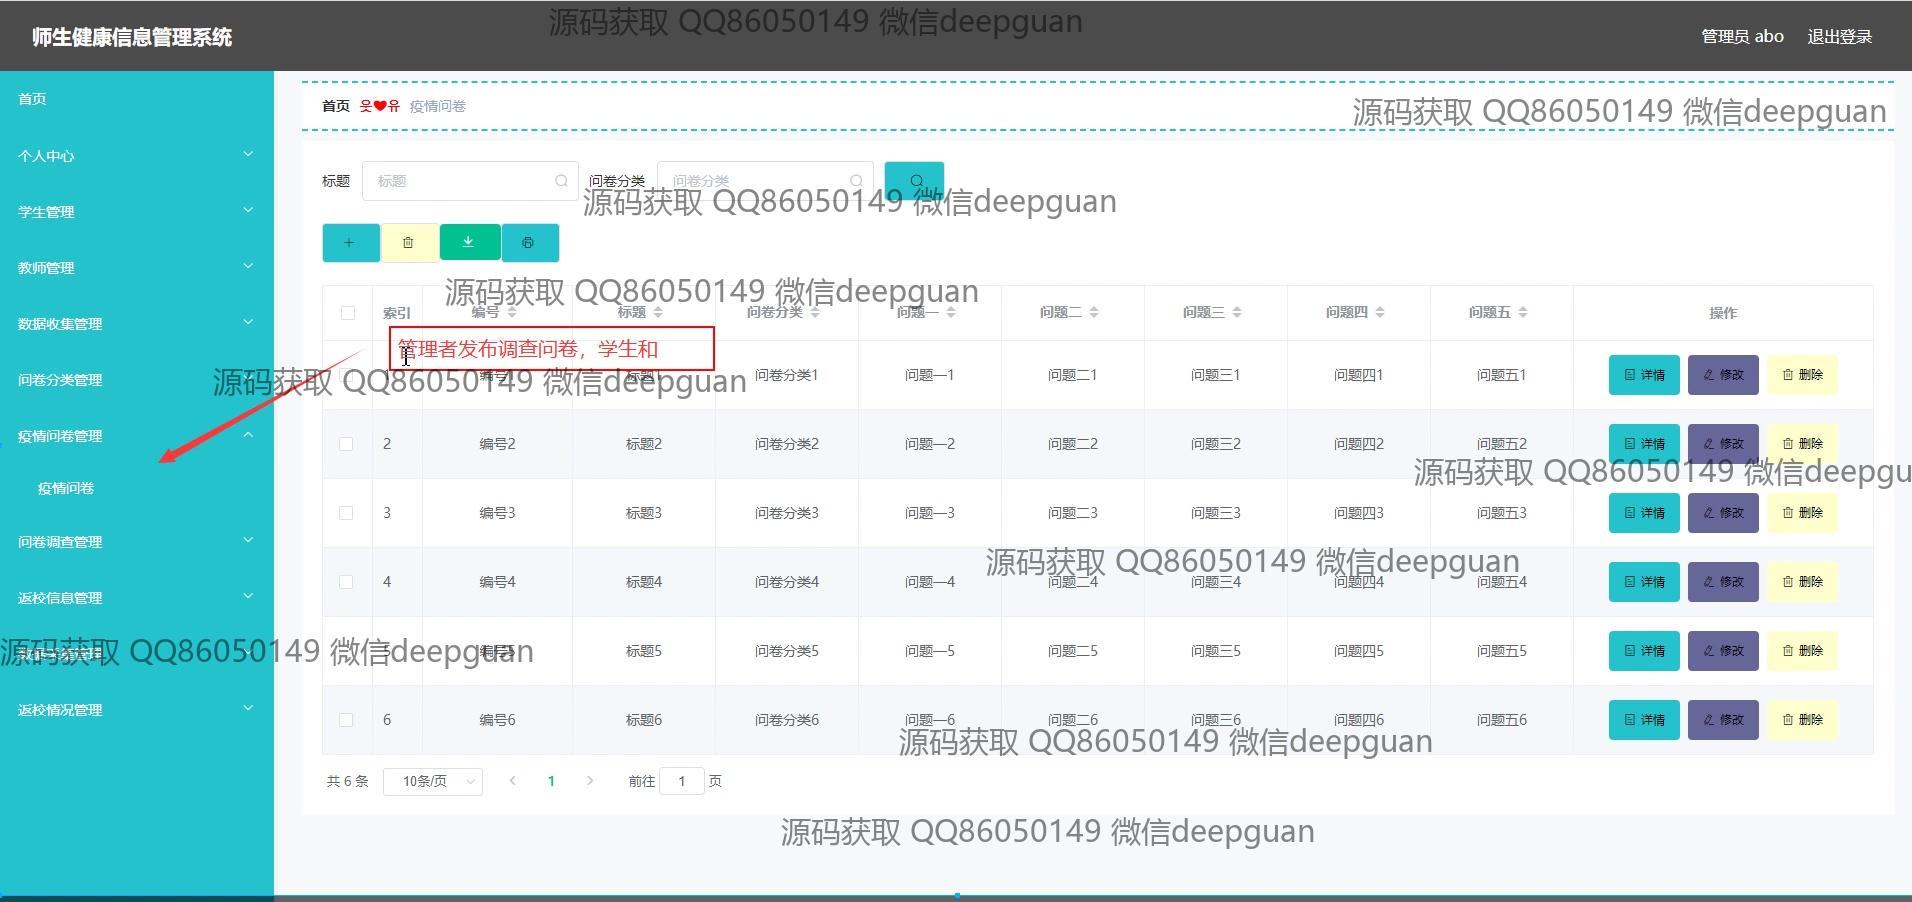 源码获取 QQ86050149 微信deepguan
师生健康信息管理系统
管理员 abo 退出登录
首页
个人中心
学生管理
教师管理
数据收集管理
问卷分类管理
疫情问卷管理
疫情问卷
问卷调查管理
返校信息管理
返校情况管理
首页 疫情问卷
源码获取 QQ86050149 微信deepguan
标题 标题 问卷分类 问卷分类
源码获取 QQ86050149 微信deepguan
源码获取 QQ86050149 微信deepguan
索引 编号 标题 问卷分类 问题一 问题二 问题三 问题四 问题五 操作
管理者发布调查问卷，学生和
1 编号1 标题1 问卷分类1 问题一1 问题二1 问题三1 问题四1 问题五1 详情 修改 删除
源码获取 QQ86050149 微信deepguan
2 编号2 标题2 问卷分类2 问题一2 问题二2 问题三2 问题四2 问题五2 详情 修改 删除
源码获取 QQ86050149 微信deepgu
3 编号3 标题3 问卷分类3 问题一3 问题二3 问题三3 问题四3 问题五3 详情 修改 删除
源码获取 QQ86050149 微信deepguan
4 编号4 标题4 问卷分类4 问题一4 问题二4 问题三4 问题四4 问题五4 详情 修改 删除
源码获取 QQ86050149 微信deepguan
5 编号5 标题5 问卷分类5 问题一5 问题二5 问题三5 问题四5 问题五5 详情 修改 删除
6 编号6 标题6 问卷分类6 问题一6 问题二6 问题三6 问题四6 问题五6 详情 修改 删除
源码获取 QQ86050149 微信deepguan
共 6 条 10条/页 1 前往 1 页
源码获取 QQ86050149 微信deepguan